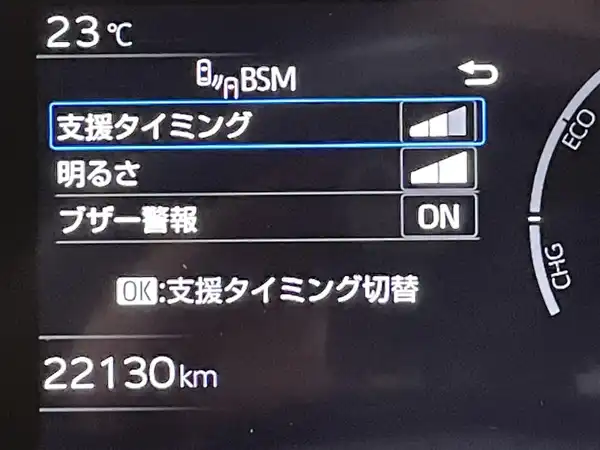 23℃
BSM
支援タイミング
明るさ
ブザー警報 ON
OK:支援タイミング切替
22130km
ECO
CHG